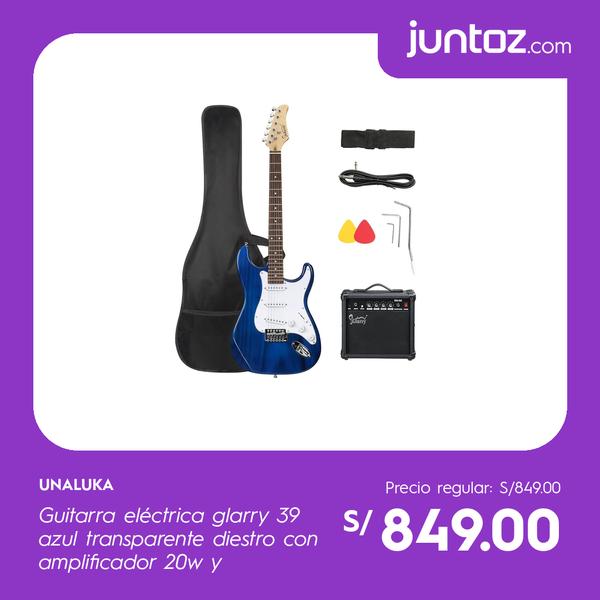 juntoz.com
Glarry
UNALUKA
Guitarra eléctrica glarry 39
azul transparente diestro con
amplificador 20w y
Precio regular: S/849.00
S/ 849.00